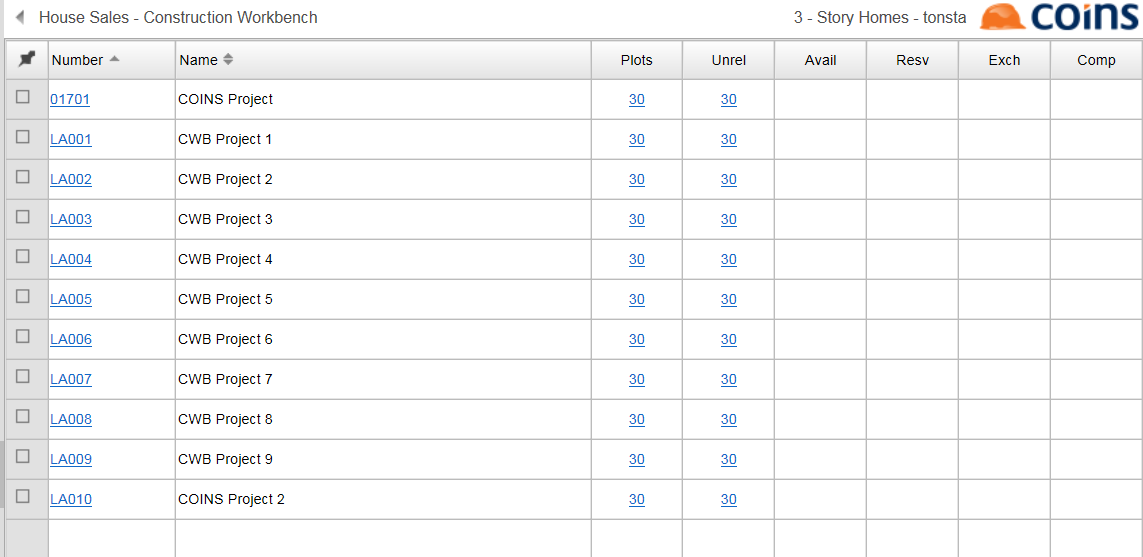 House Sales - Construction Workbench 3 - Story Homes - tonsta coins
Number Name Plots Unrel Avail Resv Exch Comp
01701 COINS Project 30 30
LA001 CWB Project 1 30 30
LA002 CWB Project 2 30 30
LA003 CWB Project 3 30 30
LA004 CWB Project 4 30 30
LA005 CWB Project 5 30 30
LA006 CWB Project 6 30 30
LA007 CWB Project 7 30 30
LA008 CWB Project 8 30 30
LA009 CWB Project 9 30 30
LA010 COINS Project 2 30 30